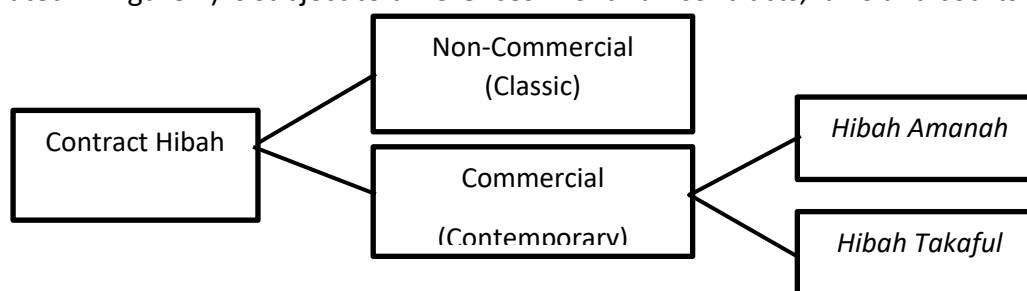 Non-Commercial
(Classic)
Contract Hibah
Hibah Amanah
Commercial
(Contemporary)
Hibah Takaful